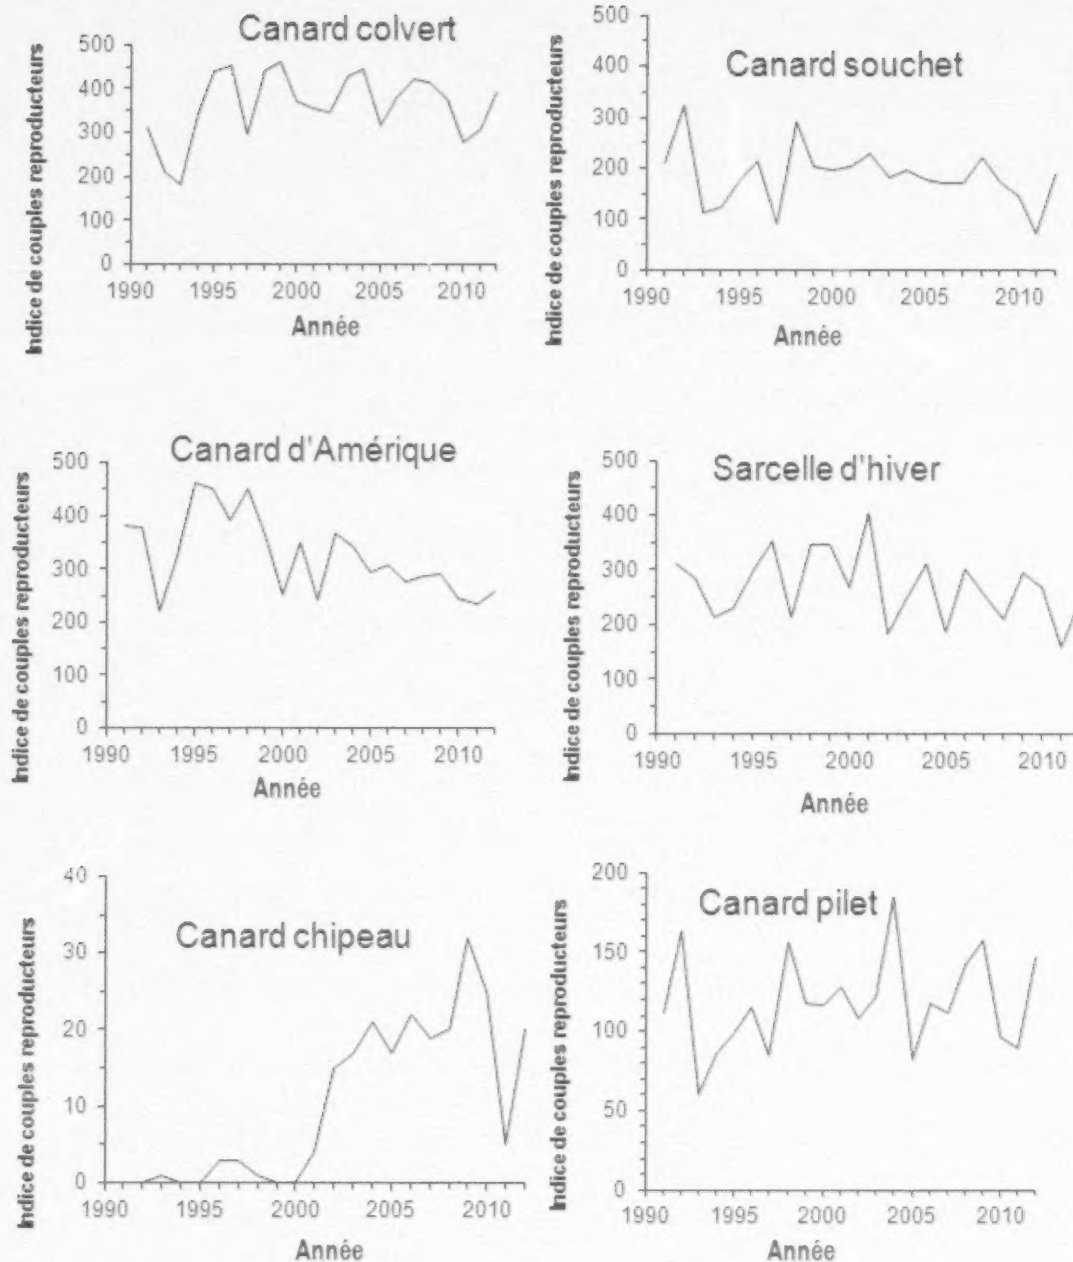 Canard colvert
Indice de couples reproducteurs
500
400
300
200
100
0
1990 1995 2000 2005 2010
Année
Canard souchet
Indice de couples reproducteurs
500
400
300
200
100
0
1990 1995 2000 2005 2010
Année
Canard d'Amérique
Indice de couples reproducteurs
500
400
300
200
100
0
1990 1995 2000 2005 2010
Année
Sarcelle d'hiver
Indice de couples reproducteurs
500
400
300
200
100
0
1990 1995 2000 2005 2010
Année
Canard chipeau
Indice de couples reproducteurs
40
30
20
10
0
1990 1995 2000 2005 2010
Année
Canard pilet
Indice de couples reproducteurs
200
150
100
50
0
1990 1995 2000 2005 2010
Année